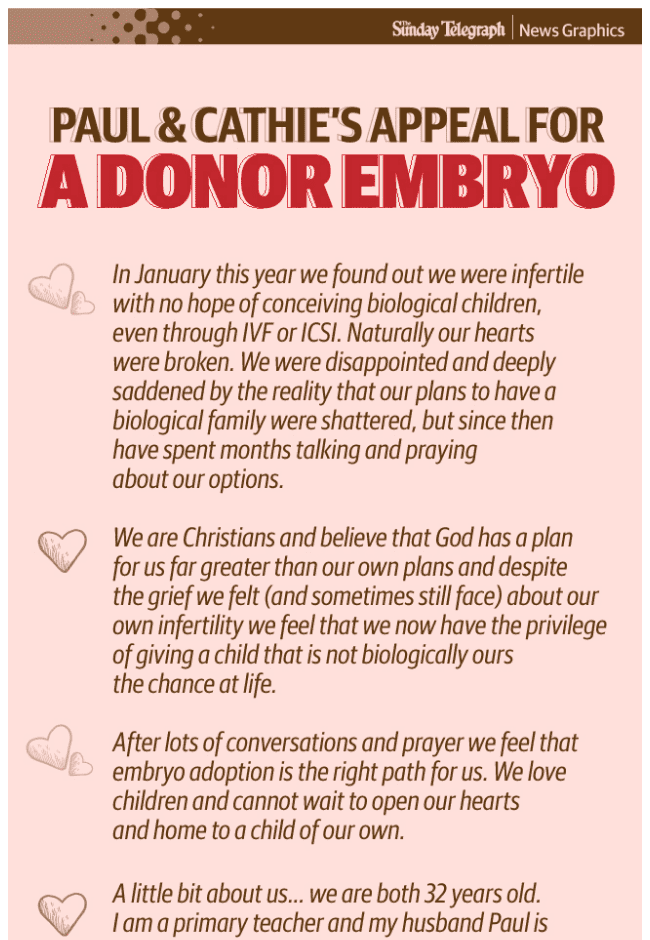 The Sunday Telegraph News Graphics
PAUL & CATHIE'S APPEAL FOR
A DONOR EMBRYO
In January this year we found out we were infertile
with no hope of conceiving biological children,
even through IVF or ICSI. Naturally our hearts
were broken. We were disappointed and deeply
saddened by the reality that our plans to have a
biological family were shattered, but since then
have spent months talking and praying
about our options.
We are Christians and believe that God has a plan
for us far greater than our own plans and despite
the grief we felt (and sometimes still face) about our
own infertility we feel that we now have the privilege
of giving a child that is not biologically ours
the chance at life.
After lots of conversations and prayer we feel that
embryo adoption is the right path for us. We love
children and cannot wait to open our hearts
and home to a child of our own.
A little bit about us... we are both 32 years old.
I am a primary teacher and my husband Paul is